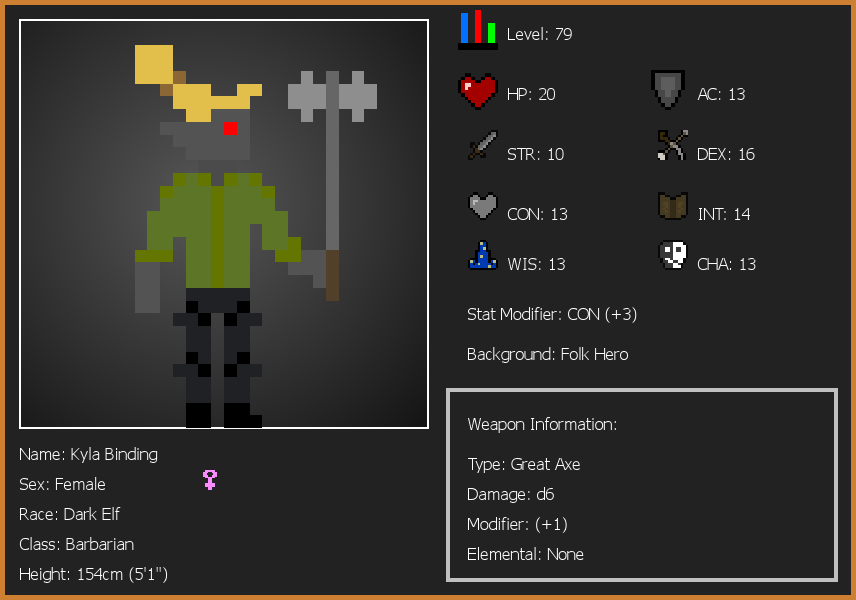 Level: 79
HP: 20
AC: 13
STR: 10
DEX: 16
CON: 13
INT: 14
WIS: 13
CHA: 13
Stat Modifier: CON (+3)
Background: Folk Hero
Weapon Information:
Type: Great Axe
Damage: d6
Modifier: (+1)
Elemental: None
Name: Kyla Binding
Sex: Female
Race: Dark Elf
Class: Barbarian
Height: 154cm (5'1")